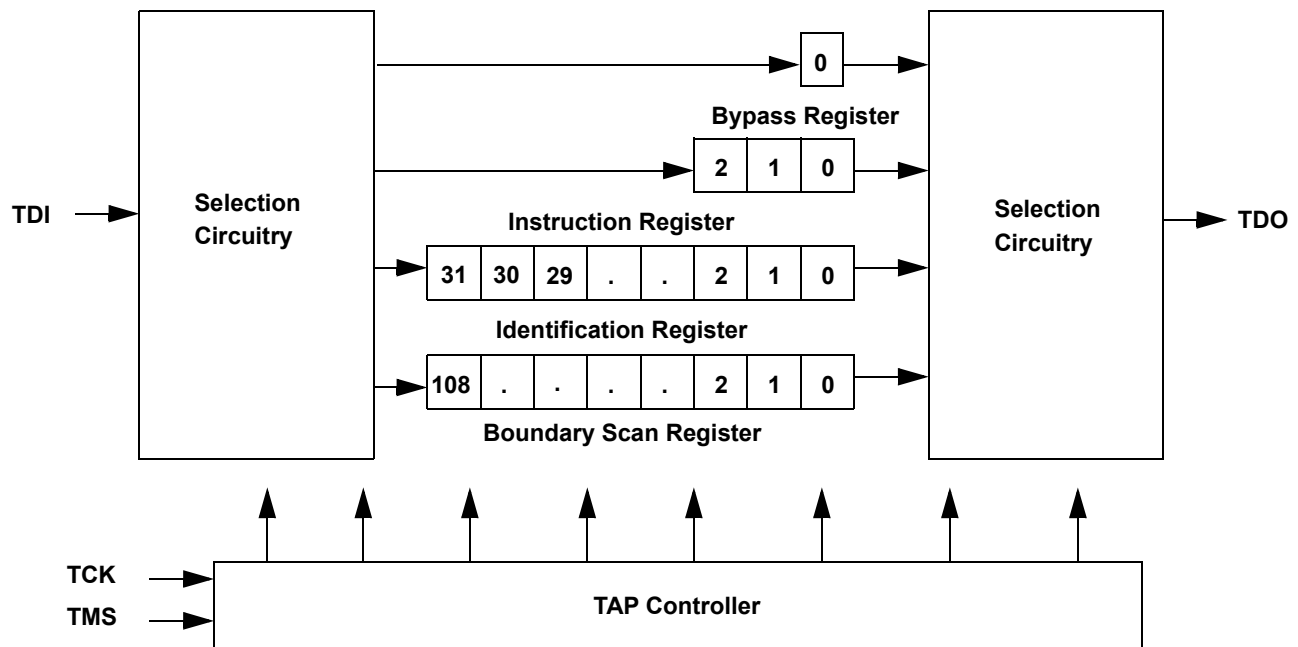 0
Bypass Register
2 1 0
TDI
Selection
Circuitry
Instruction Register
Selection
Circuitry
TDO
31 30 29 . . 2 1 0
Identification Register
108 . . . . 2 1 0
Boundary Scan Register
TCK
TMS
TAP Controller